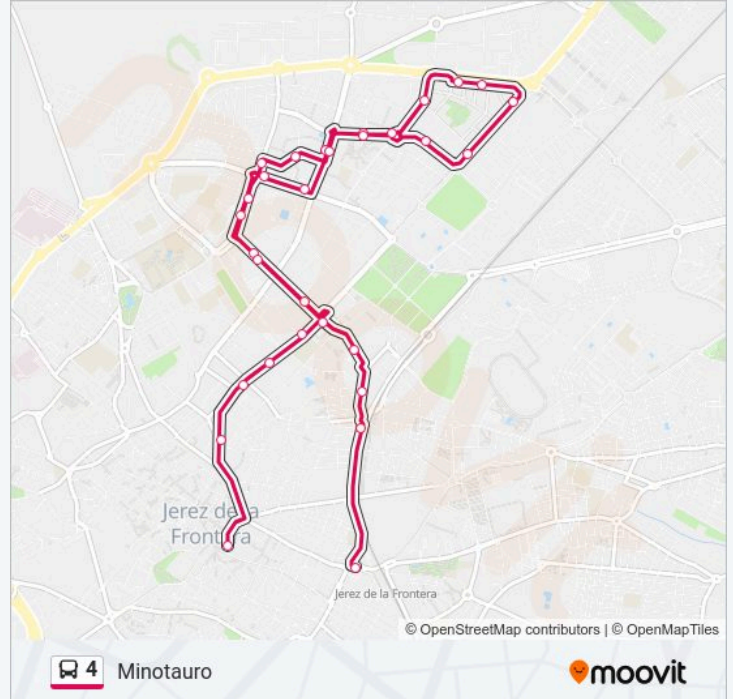 Jerez de la
Frontera
Jerez de la Frontera
© OpenStreetMap contributors | © OpenMapTiles
4 Minotauro
moovit